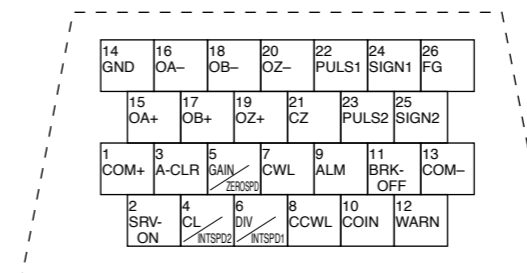 14 16 18 20 22 24 26
GND OA– OB– OZ– PULS1 SIGN1 FG
15 17 19 21 23 25
OA+ OB+ OZ+ CZ PULS2 SIGN2
1 3 5 7 9 11 13
COM+ A-CLR GAIN CWL ALM BRK- COM–
ZEROSPD OFF
2 4 6 8 10 12
SRV- CL DIV CCWL COIN WARN
ON INTSPD2 INTSPD1